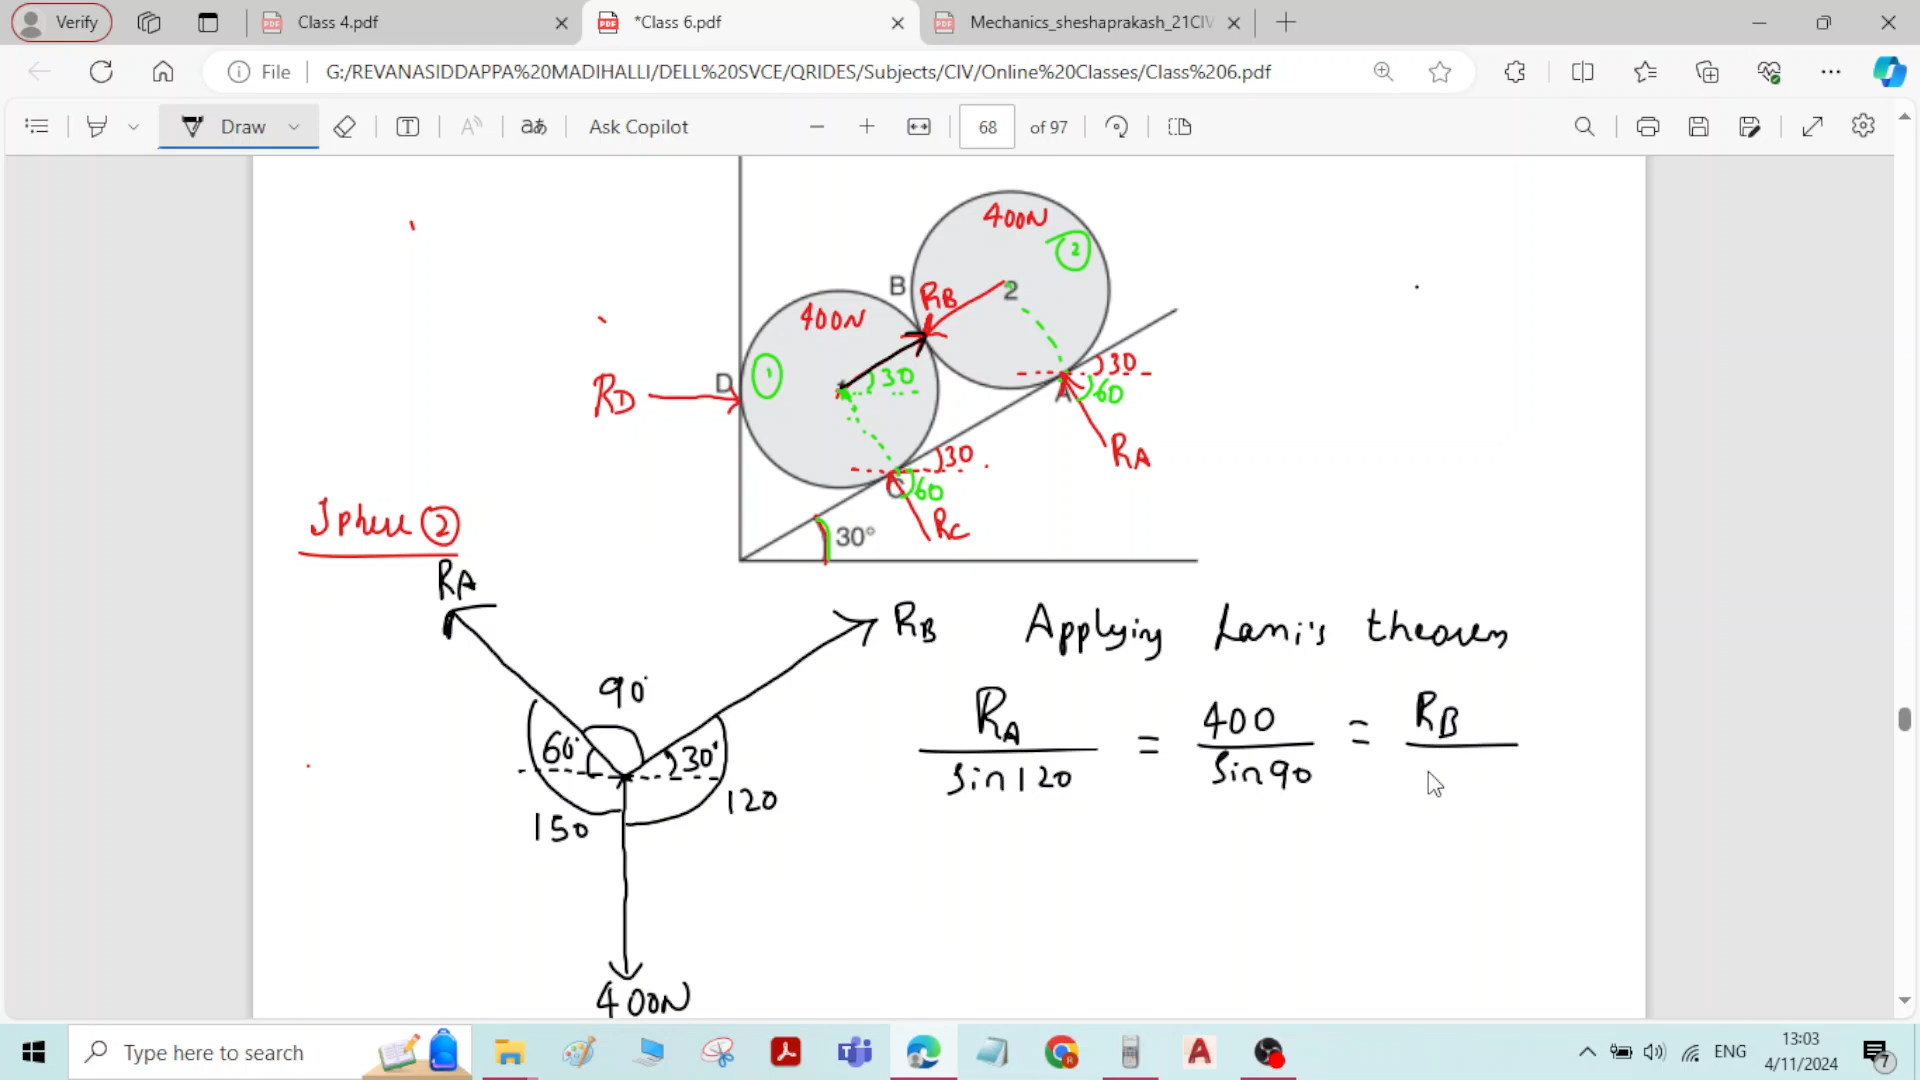 Verify
Class 4.pdf
*Class 6.pdf
Mechanics_sheshaprakash_21CIV
File
G:/REVANASIDDAPPA%20MADIHALLI/DELL%20SVCE/QRIDES/Subjects/CIV/Online%20Classes/Class%206.pdf
Draw
Ask Copilot
68
of 97
400N
2
B
RB
2
400N
1
30
D
RD
30
A
60
RA
30
C
60
RC
30°
Sphere 2
RA
RB
Applying Lami's theorem
90°
60°
30°
150
120
400N
RA / sin120 = 400 / sin90 = RB
Type here to search
ENG
13:03
4/11/2024
7